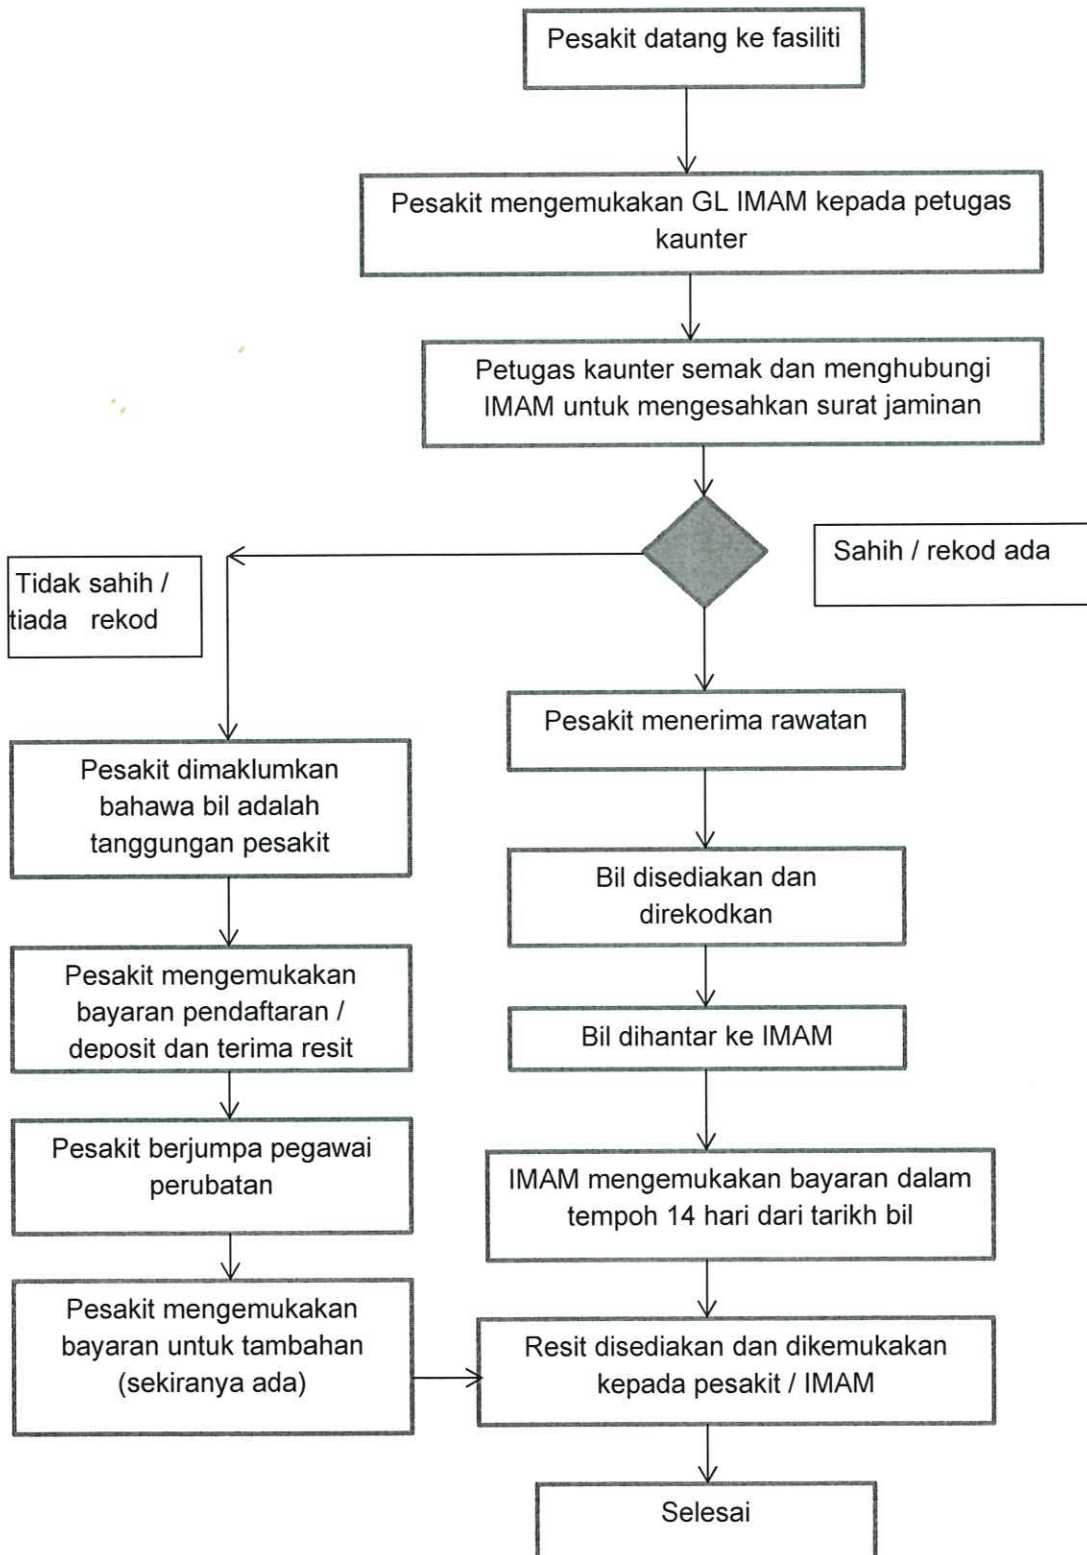 Pesakit datang ke fasiliti
Pesakit mengemukakan GL IMAM kepada petugas
kaunter
Petugas kaunter semak dan menghubungi
IMAM untuk mengesahkan surat jaminan
Sahih / rekod ada
Tidak sahih /
tiada rekod
Pesakit menerima rawatan
Pesakit dimaklumkan
bahawa bil adalah
tanggungan pesakit
Bil disediakan dan
direkodkan
Pesakit mengemukakan
bayaran pendaftaran /
deposit dan terima resit
Bil dihantar ke IMAM
Pesakit berjumpa pegawai
perubatan
IMAM mengemukakan bayaran dalam
tempoh 14 hari dari tarikh bil
Pesakit mengemukakan
bayaran untuk tambahan
(sekiranya ada)
Resit disediakan dan dikemukakan
kepada pesakit / IMAM
Selesai